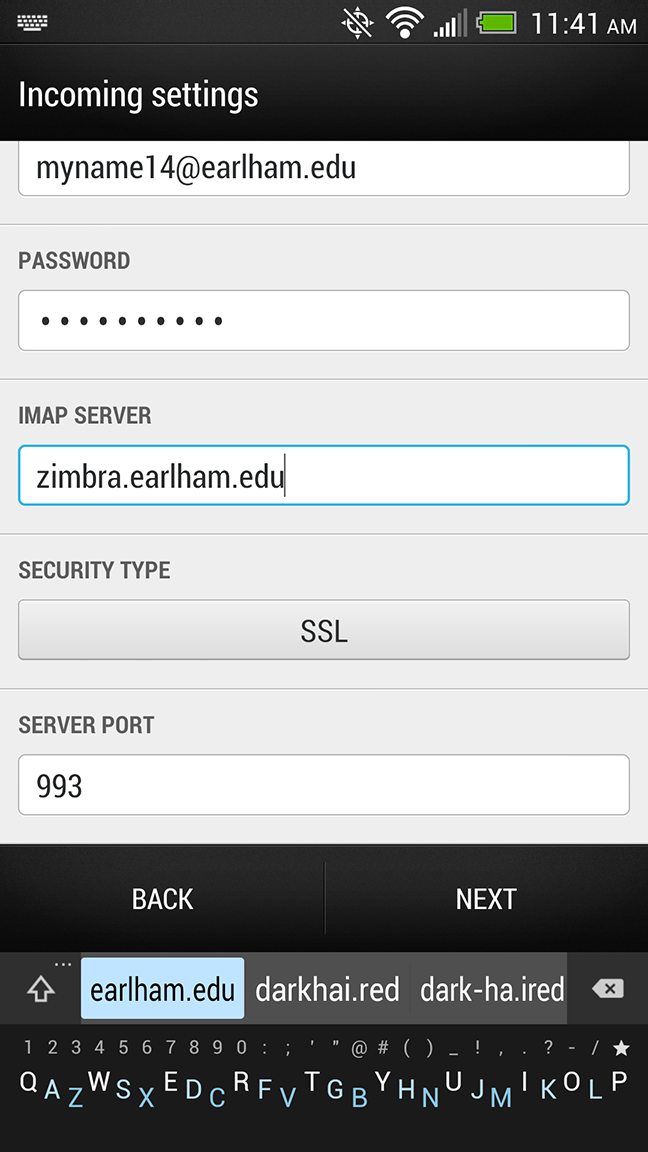 11:41 AM
Incoming settings
myname14@earlham.edu
PASSWORD
••••••••••
IMAP SERVER
zimbra.earlham.edu
SECURITY TYPE
SSL
SERVER PORT
993
BACK NEXT
...
earlham.edu darkhai.red dark-ha.ired
1 2 3 4 5 6 7 8 9 0 : ; ' " @ # ( ) _ ! , . ? - / ★
Q A Z W S X E D C R F V T G B Y H N U J M I K O L P